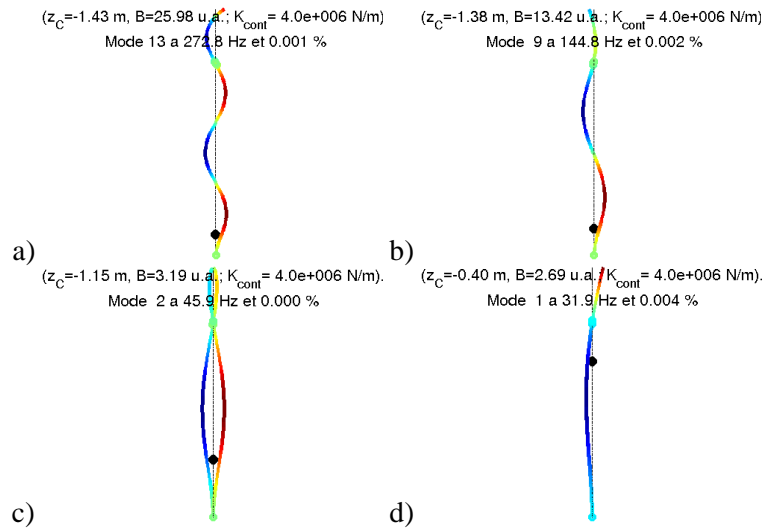 (z_C=-1.43 m, B=25.98 u.a.; K_cont= 4.0e+006 N/m)
Mode 13 a 272.8 Hz et 0.001 %
a)
(z_C=-1.38 m, B=13.42 u.a.; K_cont= 4.0e+006 N/m)
Mode 9 a 144.8 Hz et 0.002 %
b)
(z_C=-1.15 m, B=3.19 u.a.; K_cont= 4.0e+006 N/m).
Mode 2 a 45.9 Hz et 0.000 %
c)
(z_C=-0.40 m, B=2.69 u.a.; K_cont= 4.0e+006 N/m).
Mode 1 a 31.9 Hz et 0.004 %
d)